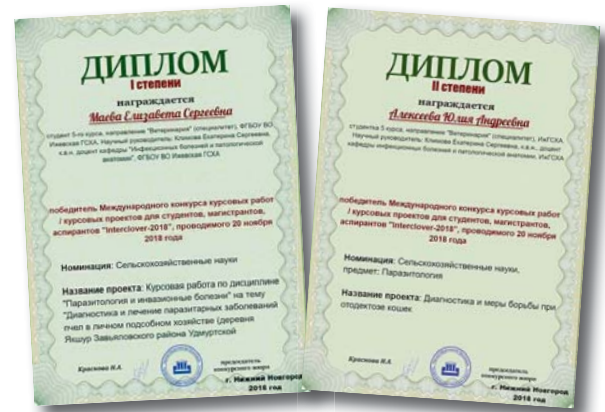 ДИПЛОМ
I степени
награждается
Маева Елизавета Сергеевна
студент 5-го курса, направление "Ветеринария" (специалитет), ФГБОУ ВО
Ижевская ГСХА, Научный руководитель: Климова Екатерина Сергеевна,
к.в.н., доцент кафедры "Инфекционных болезней и патологической
анатомии", ФГБОУ ВО Ижевская ГСХА
победитель Международного конкурса курсовых работ
/ курсовых проектов для студентов, магистрантов,
аспирантов "Interclover-2018", проводимого 20 ноября
2018 года
Номинация: Сельскохозяйственные науки
Название проекта: Курсовая работа по дисциплине
"Паразитология и инвазионные болезни" на тему
"Диагностика и лечение паразитарных заболеваний
пчел в личном подсобном хозяйстве (деревня
Якшур Завьяловского района Удмуртской
Краснова Н.А.
председатель
конкурсного жюри
г. Нижний Новгород
2018 год
ДИПЛОМ
II степени
награждается
Алексеева Юлия Андреевна
студентка 5 курса, направление "Ветеринария" (специалитет), ИжГСХА
Научный руководитель: Климова Екатерина Сергеевна, к.в.н., доцент
кафедры инфекционных болезней и патологической анатомии, ИжГСХА
победитель Международного конкурса курсовых работ
/ курсовых проектов для студентов, магистрантов,
аспирантов "Interclover-2018", проводимого 20 ноября
2018 года
Номинация: Сельскохозяйственные науки,
предмет: Паразитология
Название проекта: Диагностика и меры борьбы при
отодектозе кошек
Краснова Н.А.
председатель
конкурсного жюри
г. Нижний Новгород
2018 год